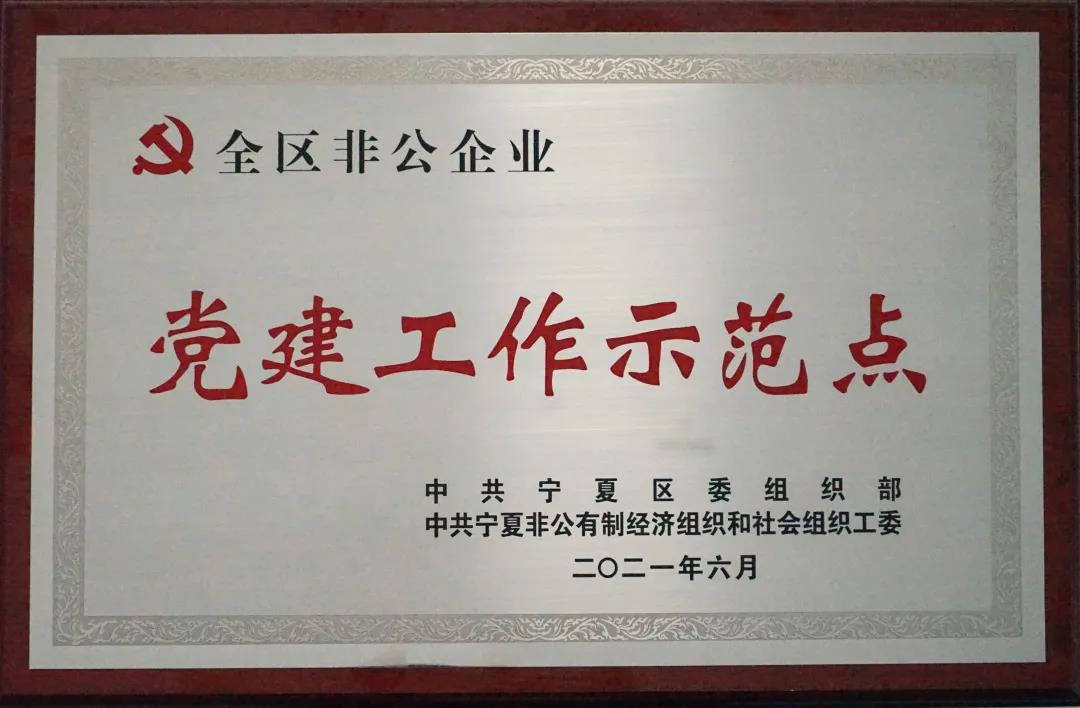 全区非公企业
党建工作示范点
中共宁夏区委组织部
中共宁夏非公有制经济组织和社会组织工委
二〇二一年六月